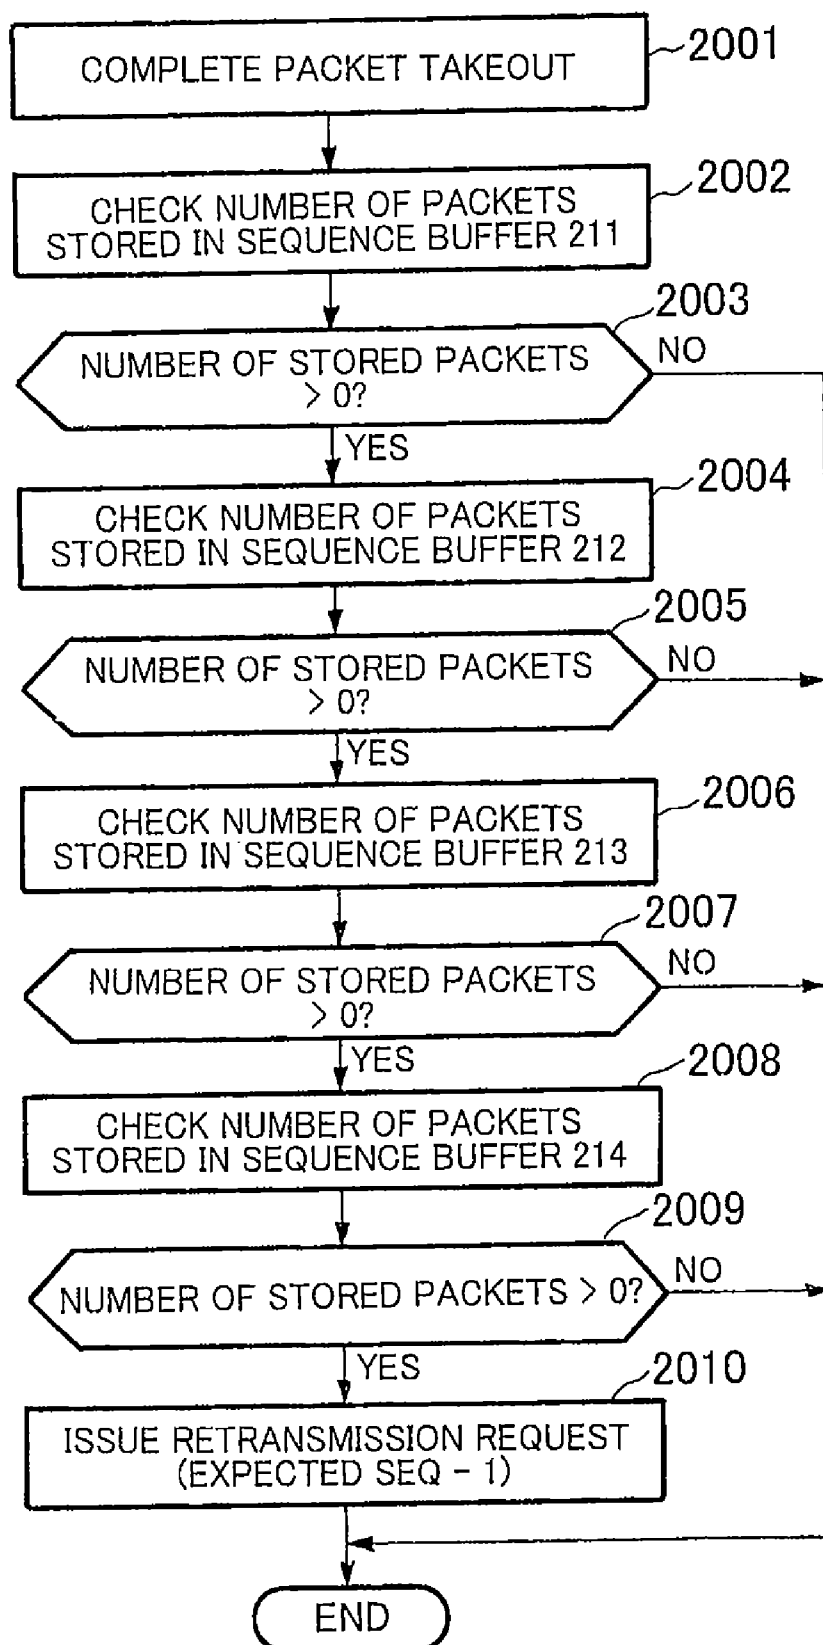 2001
COMPLETE PACKET TAKEOUT
2002
CHECK NUMBER OF PACKETS
STORED IN SEQUENCE BUFFER 211
2003
NUMBER OF STORED PACKETS
> 0?
NO
YES
2004
CHECK NUMBER OF PACKETS
STORED IN SEQUENCE BUFFER 212
2005
NUMBER OF STORED PACKETS
> 0?
NO
YES
2006
CHECK NUMBER OF PACKETS
STORED IN SEQUENCE BUFFER 213
2007
NUMBER OF STORED PACKETS
> 0?
NO
YES
2008
CHECK NUMBER OF PACKETS
STORED IN SEQUENCE BUFFER 214
2009
NUMBER OF STORED PACKETS > 0?
NO
YES
2010
ISSUE RETRANSMISSION REQUEST
(EXPECTED SEQ - 1)
END